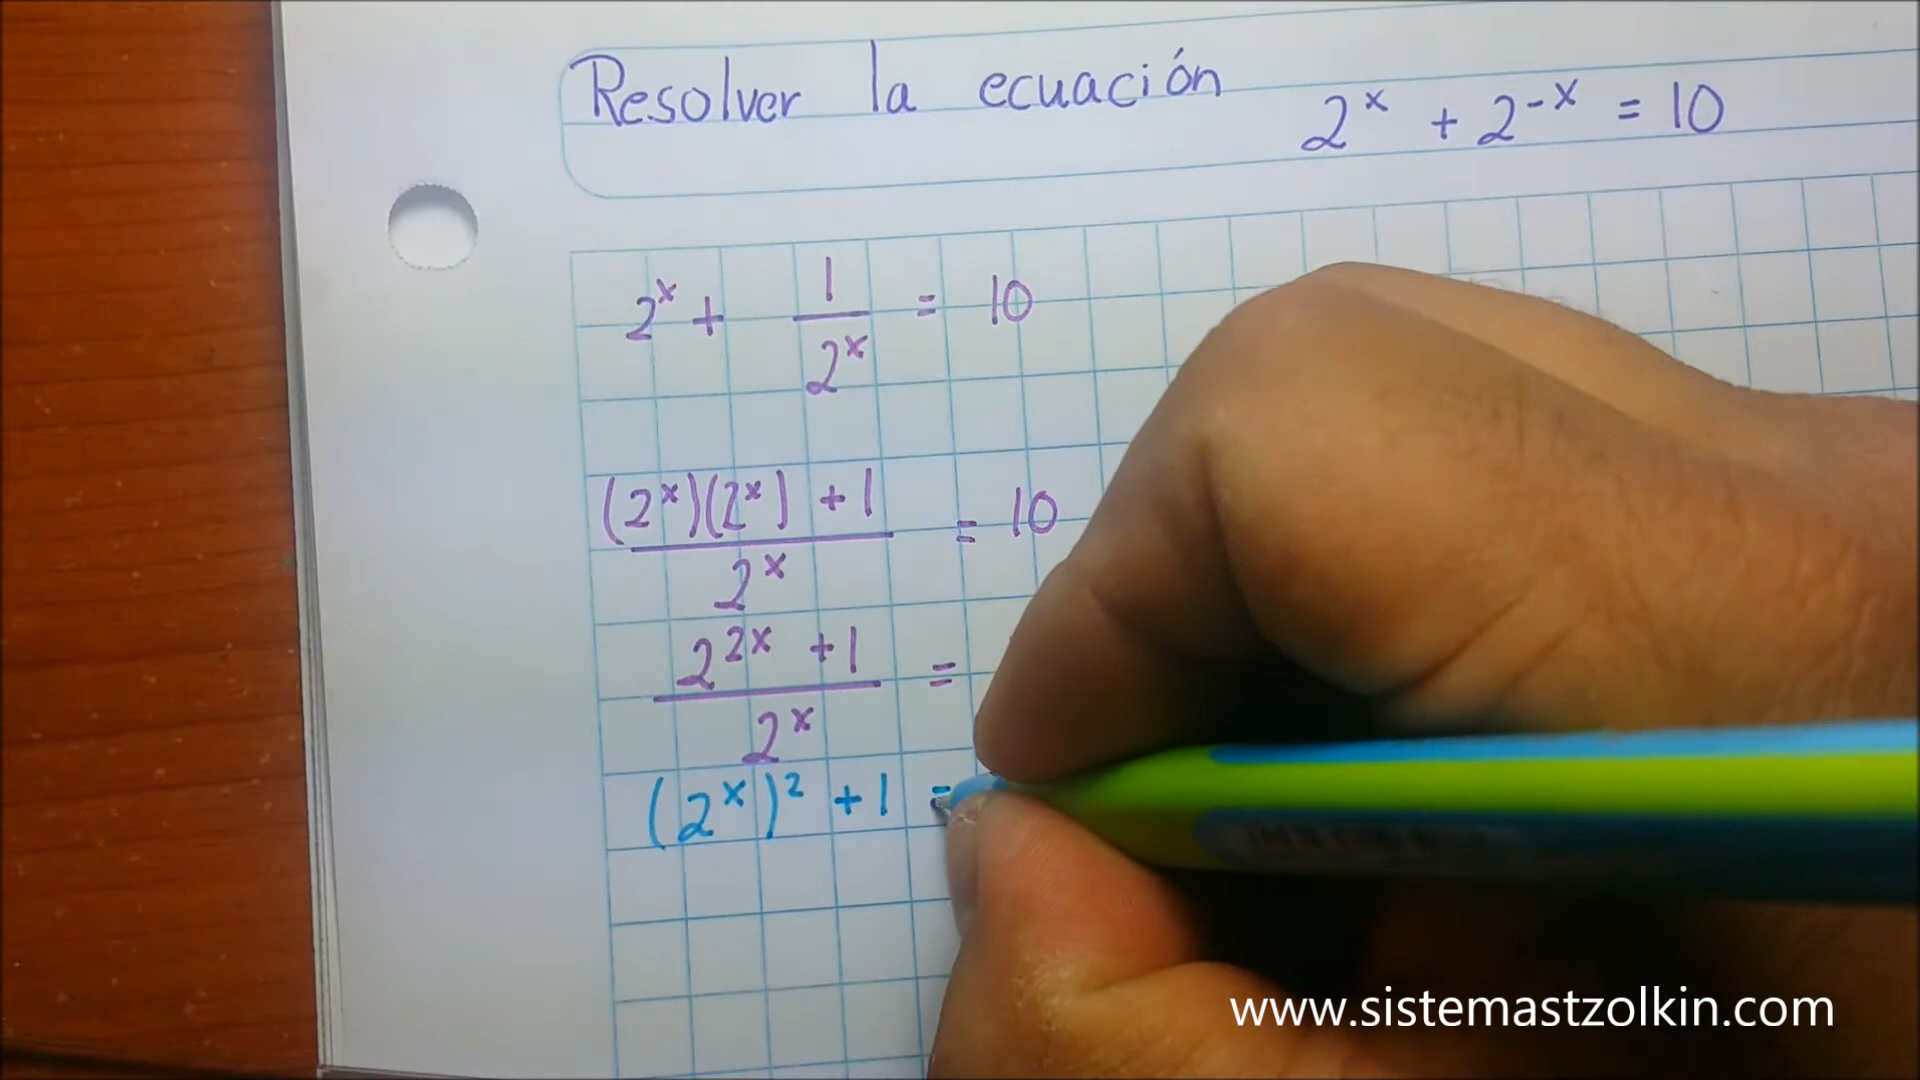 Resolver la ecuación
2^x + 2^-x = 10
2^x + 1/2^x = 10
(2^x)(2^x) + 1 / 2^x = 10
2^2x + 1 / 2^x =
(2^x)^2 + 1 =
www.sistemastzolkin.com